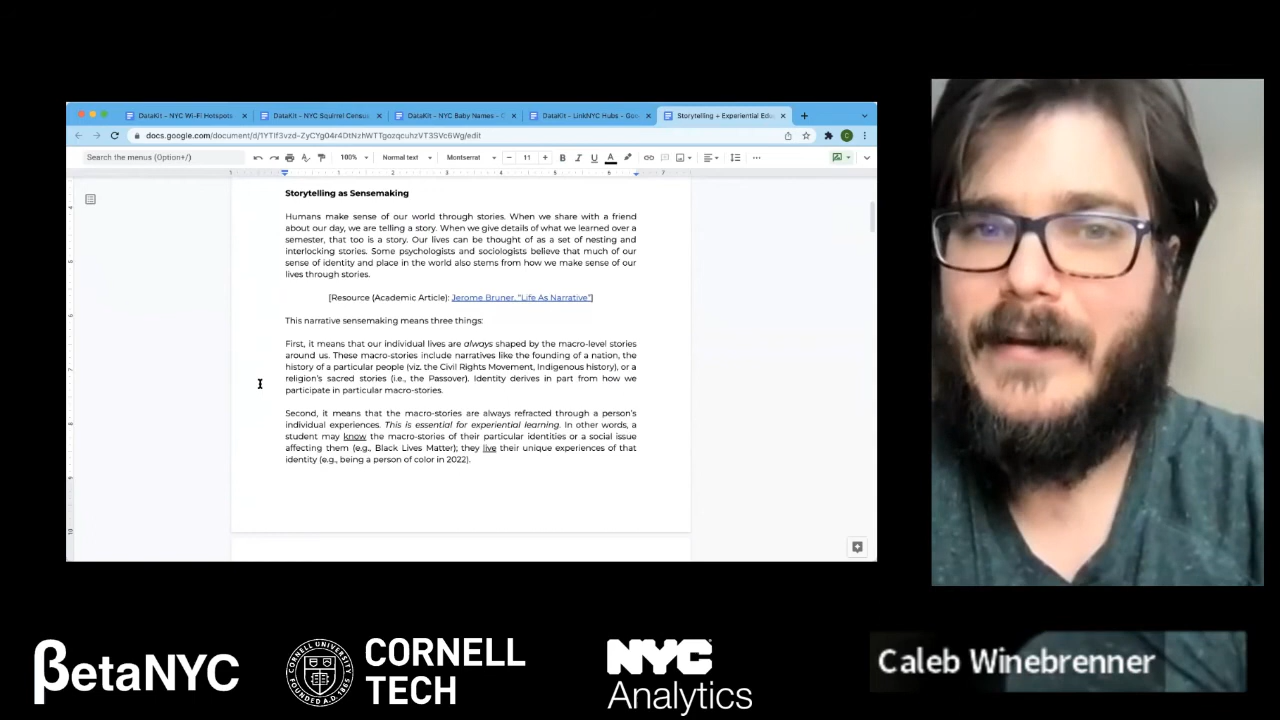 DataKit - NYC Wi-Fi Hotspots
DataKit - NYC Squirrel Census
DataKit - NYC Baby Names - G
DataKit - LinkNYC Hubs - Goo
Storytelling + Experiential Edu
docs.google.com/document/d/
Search the menus (Option+/)
100%
Normal text
Montserrat
11
Storytelling as Sensemaking
Humans make sense of our world through stories. When we share with a friend
about our day, we are telling a story. When we give details of what we learned over a
semester, that too is a story. Our lives can be thought of as a set of nesting and
interlocking stories. Some psychologists and sociologists believe that much of our
sense of identity and place in the world also stems from how we make sense of our
lives through stories.
[Resource (Academic Article): Jerome Bruner, "Life As Narrative"]
This narrative sensemaking means three things:
First, it means that our individual lives are always shaped by the macro-level stories
around us. These macro-stories include narratives like the founding of a nation, the
history of a particular people (viz. the Civil Rights Movement, Indigenous history), or a
religion's sacred stories (i.e., the Passover). Identity derives in part from how we
participate in particular macro-stories.
Second, it means that the macro-stories are always refracted through a person's
individual experiences. This is essential for experiential learning. In other words, a
student may know the macro-stories of their particular identities or a social issue
affecting them (e.g., Black Lives Matter); they live their unique experiences of that
identity (e.g., being a person of color in 2022).
βetaNYC
CORNELL UNIVERSITY
FOUNDED A.D. 1865
CORNELL
TECH
NYC
Analytics
Caleb Winebrenner